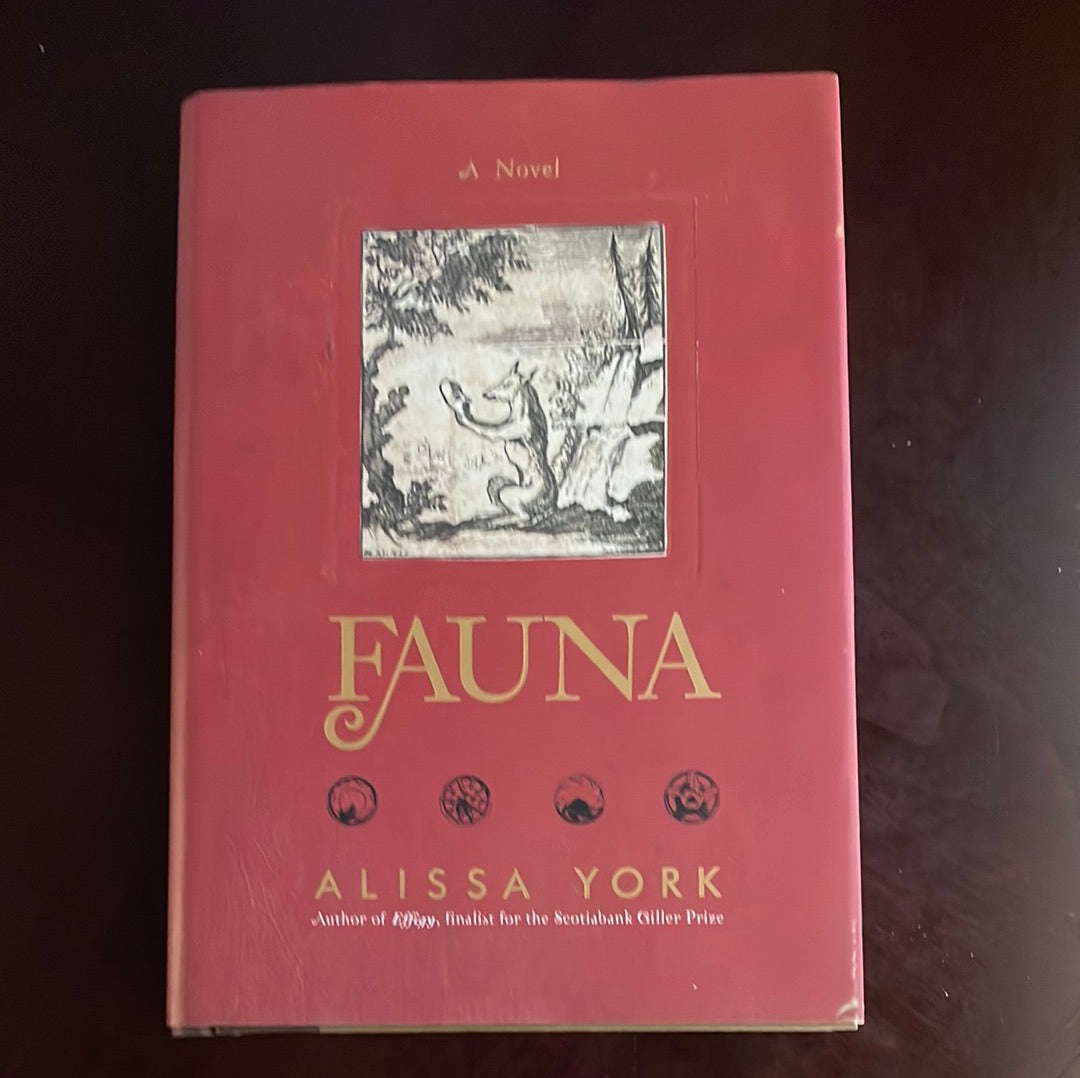 A Novel
FAUNA
ALISSA YORK
Author of Effigy, finalist for the Scotiabank Giller Prize